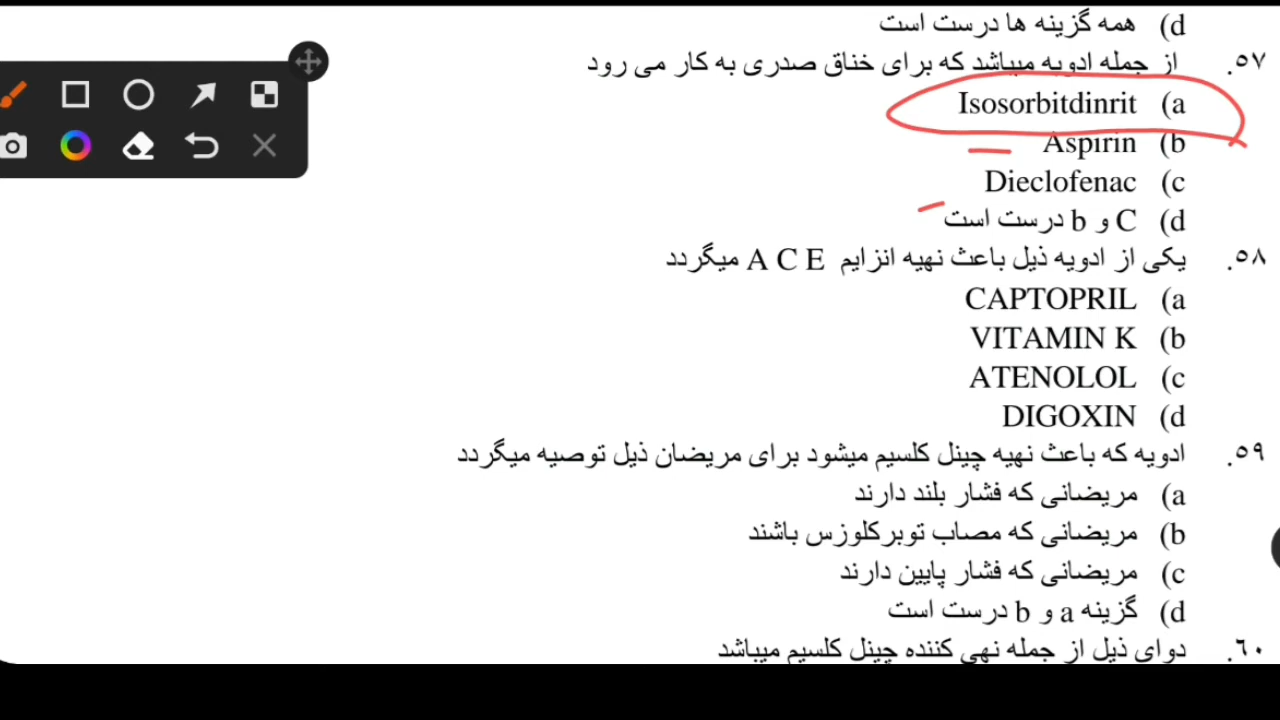 d) همه گزینه ها درست است
۵۷. از جمله ادویه میباشد که برای خناق صدری به کار می رود
a) Isosorbitdinrit
b) Aspirin
c) Dieclofenac
d) C و b درست است
۵۸. یکی از ادویه ذیل باعث نهیه انزایم A C E میگردد
a) CAPTOPRIL
b) VITAMIN K
c) ATENOLOL
d) DIGOXIN
۵۹. ادویه که باعث نهیه چینل کلسیم میشود برای مریضان ذیل توصیه میگردد
a) مریضانی که فشار بلند دارند
b) مریضانی که مصاب توبرکلوزس باشند
c) مریضانی که فشار پایین دارند
d) گزینه a و b درست است
۶۰. دوای ذیل از جمله نهی کننده چینل کلسیم میباشد